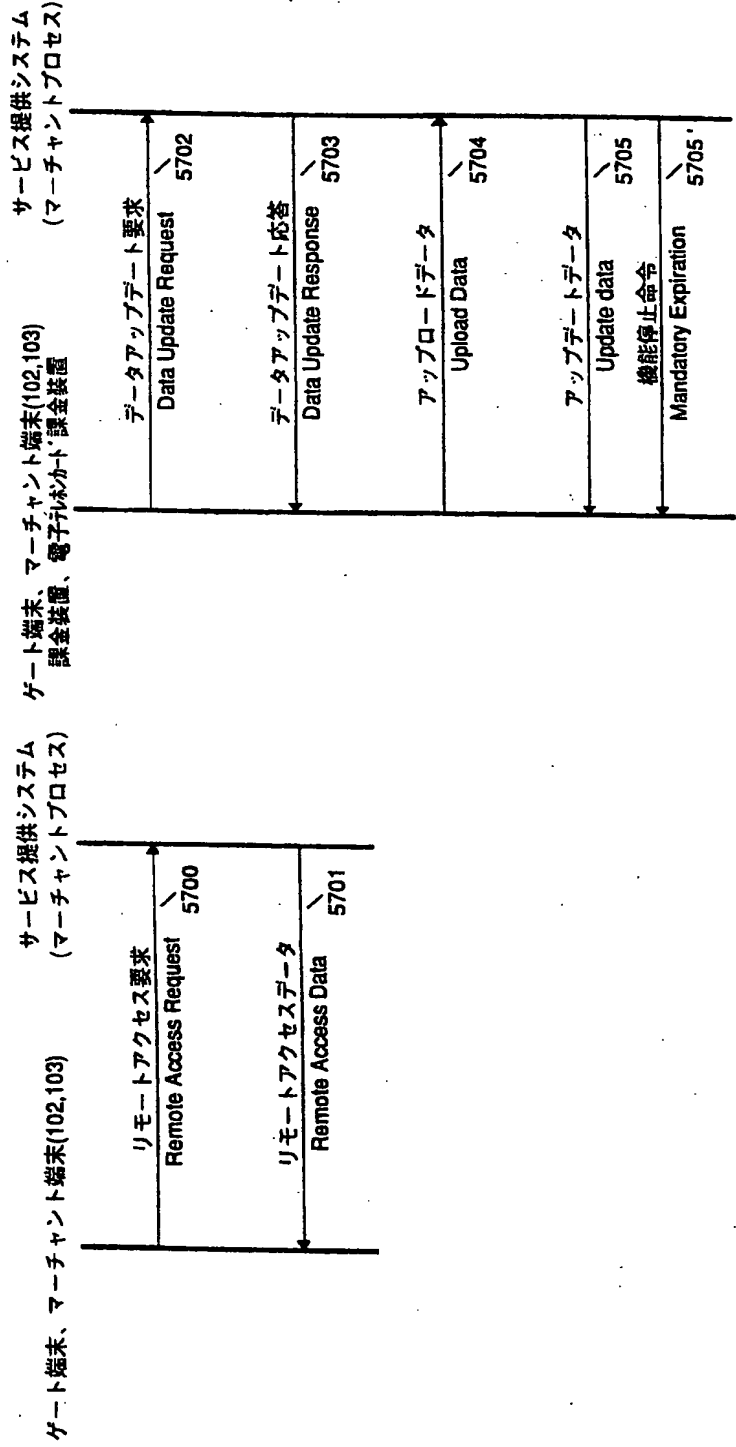 ゲート端末、マーチャント端末(102,103)
サービス提供システム
(マーチャントプロセス)
リモートアクセス要求
Remote Access Request
5700
リモートアクセスデータ
Remote Access Data
5701
ゲート端末、マーチャント端末(102,103)
課金装置、電子テレホンカード課金装置
サービス提供システム
(マーチャントプロセス)
データアップデート要求
Data Update Request
5702
データアップデート応答
Data Update Response
5703
アップロードデータ
Upload Data
5704
アップデートデータ
Update data
5705
機能停止命令
Mandatory Expiration
5705'